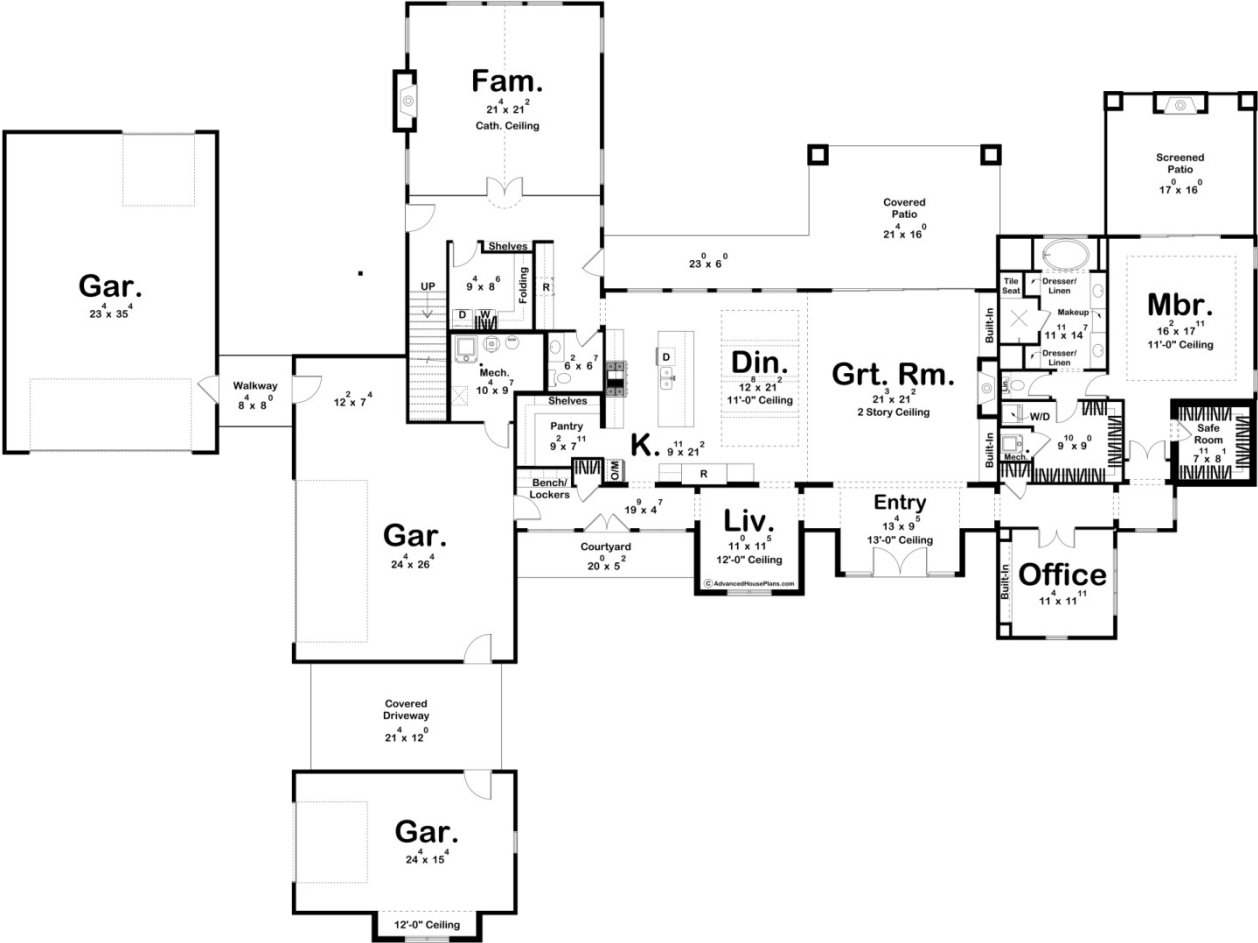 Fam.
21⁴ x 21²
Cath. Ceiling
Screened
Patio
17⁰ x 16⁰
Covered
Patio
21⁴ x 16⁰
Gar.
23⁴ x 35⁴
Shelves
UP
9⁴ x 8⁶
Folding
R
D
W
23⁰ x 6⁰
Tile
Seat
Dresser/
Linen
Makeup
11¹¹ x 14⁷
Dresser/
Linen
Mbr.
16² x 17¹¹
11'-0" Ceiling
Built-In
Mech.
10⁴ x 9⁷
6² x 6⁷
D
Din.
12⁸ x 21²
11'-0" Ceiling
Grt. Rm.
21³ x 21²
2 Story Ceiling
Walkway
8⁴ x 8⁰
12² x 7⁴
Lin.
W/D
Shelves
Pantry
9² x 7¹¹
K.
9¹¹ x 21²
Built-In
Mech.
9¹⁰ x 9⁰
Safe
Room
7¹¹ x 8¹
O/M
R
Bench/
Lockers
19⁹ x 4⁷
Liv.
11⁰ x 11⁵
12'-0" Ceiling
© AdvancedHousePlans.com
Entry
13⁴ x 9⁵
13'-0" Ceiling
Gar.
24⁴ x 26⁴
Courtyard
20⁰ x 5²
Built-In
Office
11⁴ x 11¹¹
Covered
Driveway
21⁴ x 12⁰
Gar.
24⁴ x 15⁴
12'-0" Ceiling